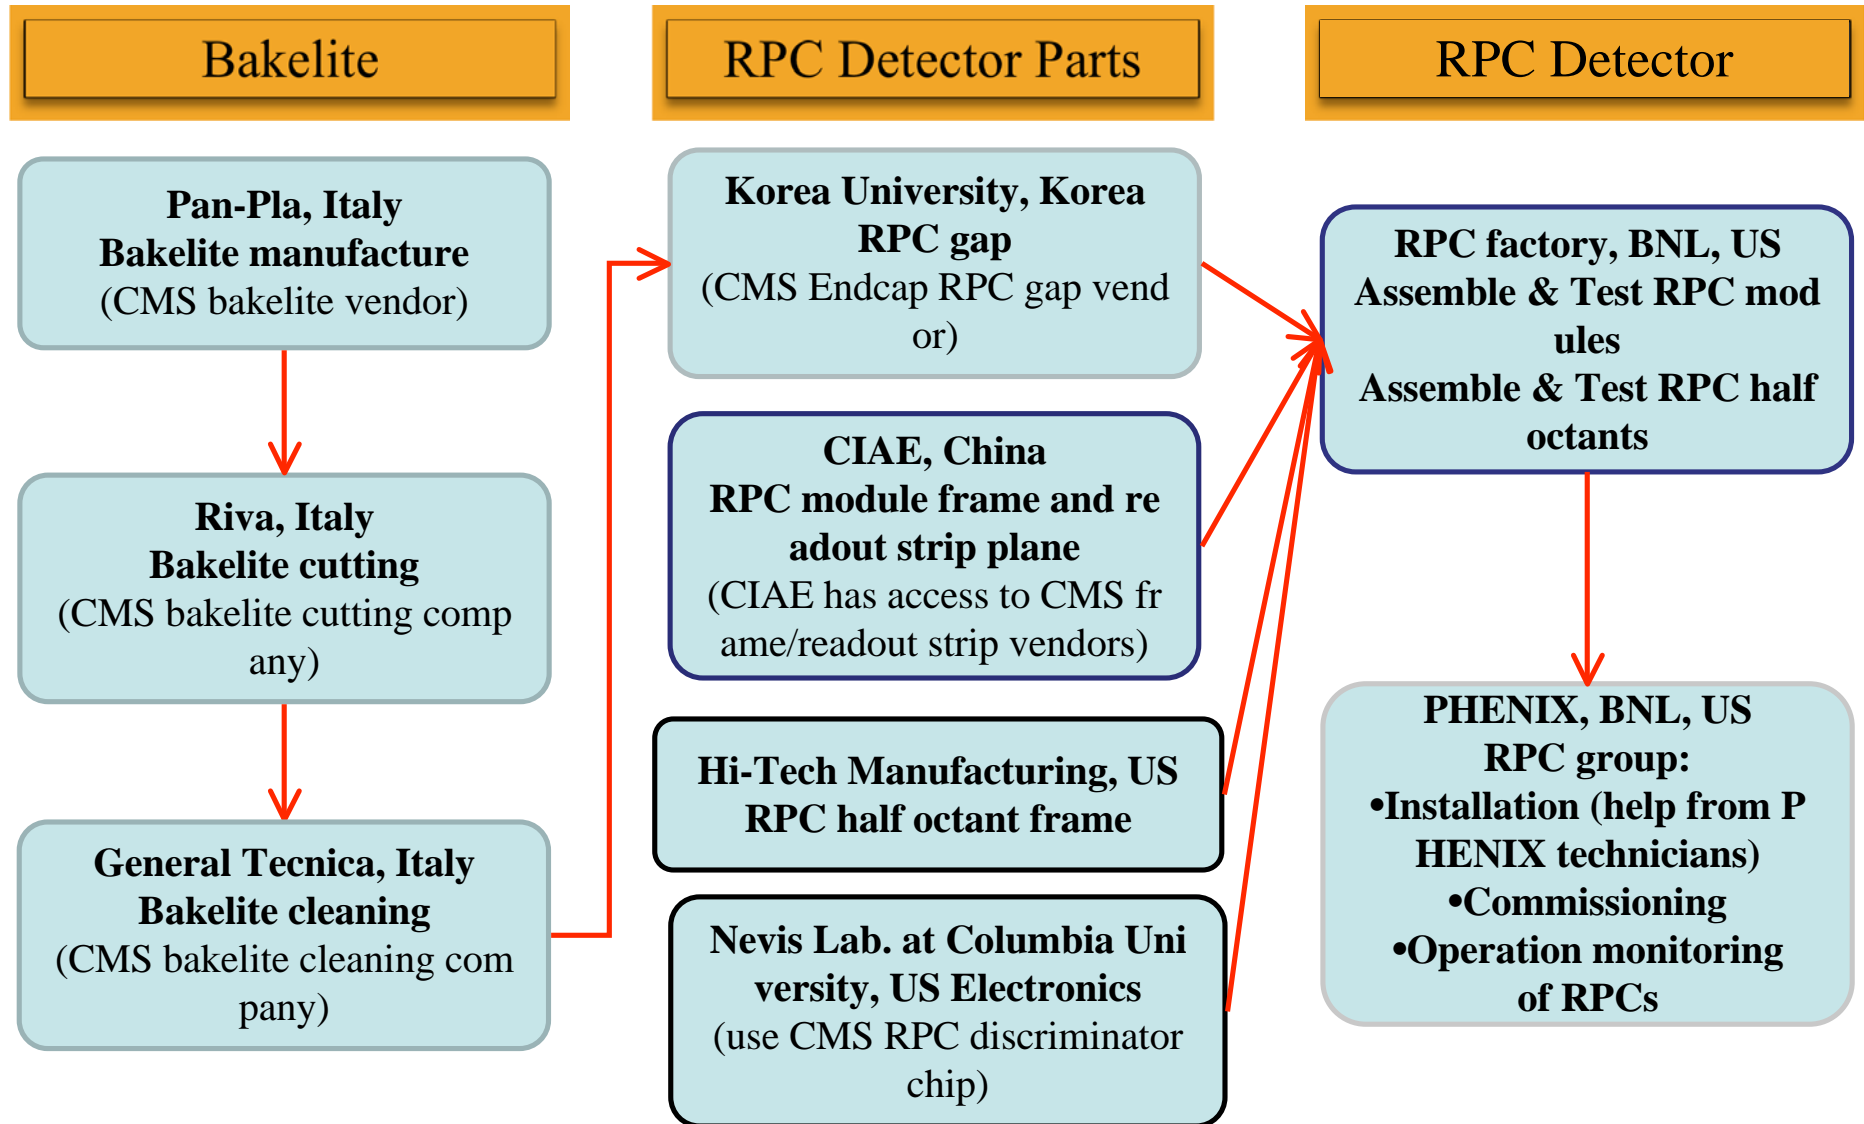 Bakelite
Pan-Pla, Italy
Bakelite manufacture
(CMS bakelite vendor)
Riva, Italy
Bakelite cutting
(CMS bakelite cutting comp
any)
General Tecnica, Italy
Bakelite cleaning
(CMS bakelite cleaning com
pany)
RPC Detector Parts
Korea University, Korea
RPC gap
(CMS Endcap RPC gap vend
or)
CIAE, China
RPC module frame and re
adout strip plane
(CIAE has access to CMS fr
ame/readout strip vendors)
Hi-Tech Manufacturing, US
RPC half octant frame
Nevis Lab. at Columbia Uni
versity, US Electronics
(use CMS RPC discriminator
chip)
RPC Detector
RPC factory, BNL, US
Assemble & Test RPC mod
ules
Assemble & Test RPC half
octants
PHENIX, BNL, US
RPC group:
•Installation (help from P
HENIX technicians)
•Commissioning
•Operation monitoring
of RPCs